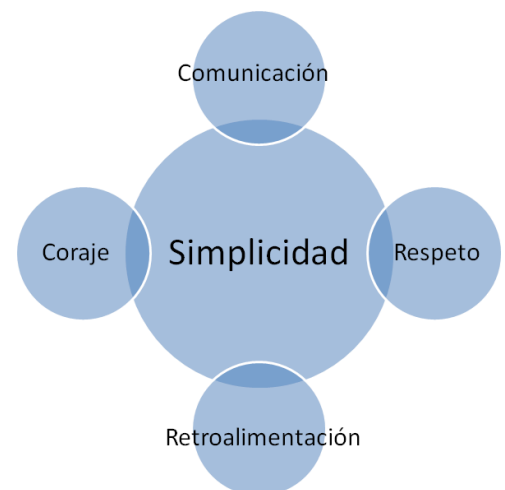 Comunicación
Coraje
Simplicidad
Respeto
Retroalimentación